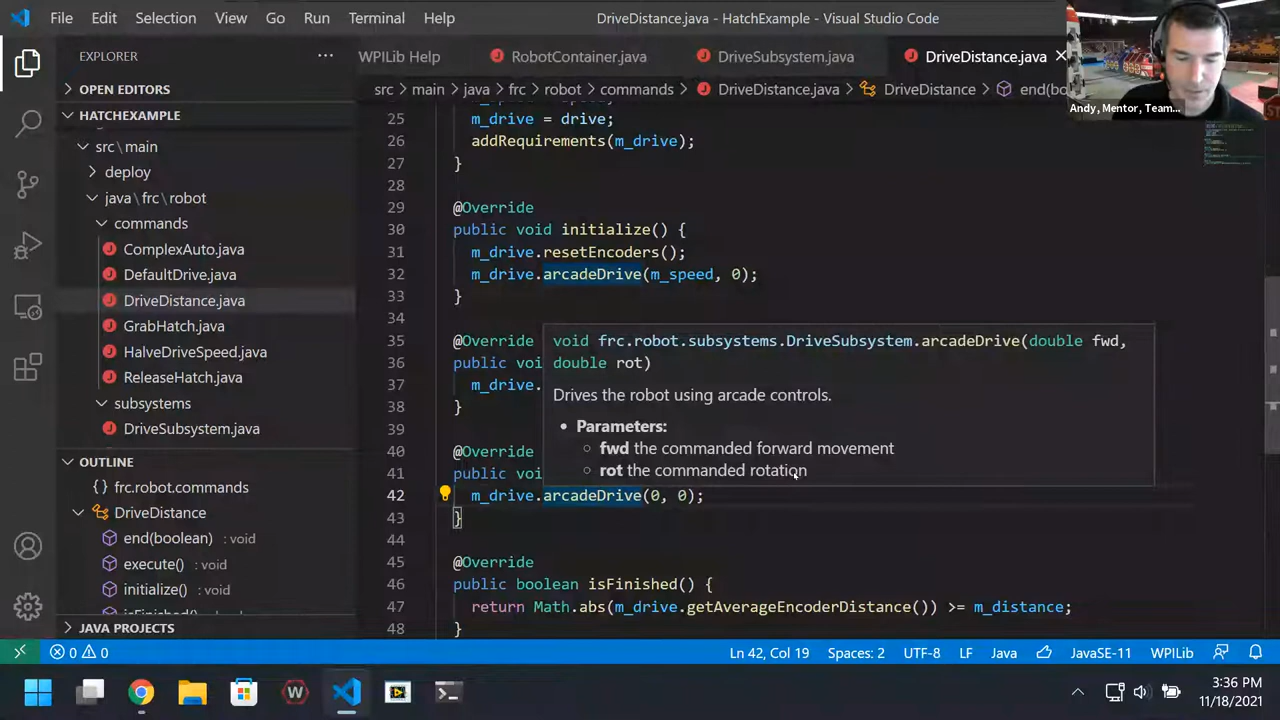 File Edit Selection View Go Run Terminal Help DriveDistance.java - HatchExample - Visual Studio Code
EXPLORER
OPEN EDITORS
HATCHEXAMPLE
src\main
deploy
java\frc\robot
commands
ComplexAuto.java
DefaultDrive.java
DriveDistance.java
GrabHatch.java
HalveDriveSpeed.java
ReleaseHatch.java
subsystems
DriveSubsystem.java
OUTLINE
{} frc.robot.commands
DriveDistance
end(boolean) : void
execute() : void
initialize() : void
JAVA PROJECTS
WPILib Help RobotContainer.java DriveSubsystem.java DriveDistance.java
src > main > java > frc > robot > commands > DriveDistance.java > DriveDistance > end(bo
25 m_drive = drive;
26 addRequirements(m_drive);
27 }
28
29 @Override
30 public void initialize() {
31 m_drive.resetEncoders();
32 m_drive.arcadeDrive(m_speed, 0);
33 }
34
35 @Override
36 public voi
37 m_drive.
38 }
39
40 @Override
41 public voi
42 m_drive.arcadeDrive(0, 0);
43 }
44
45 @Override
46 public boolean isFinished() {
47 return Math.abs(m_drive.getAverageEncoderDistance()) >= m_distance;
48 }
void frc.robot.subsystems.DriveSubsystem.arcadeDrive(double fwd,
double rot)
Drives the robot using arcade controls.
• Parameters:
○ fwd the commanded forward movement
○ rot the commanded rotation
Andy, Mentor, Team...
0 0 Ln 42, Col 19 Spaces: 2 UTF-8 LF Java JavaSE-11 WPILib
3:36 PM
11/18/2021